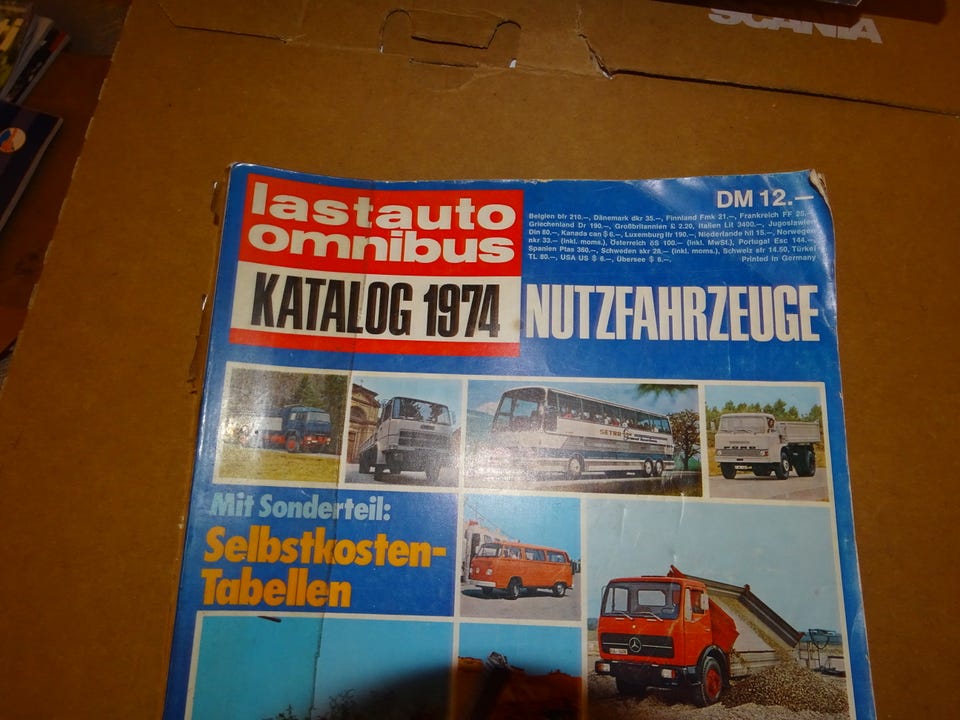 SCANIA
lastauto
omnibus
KATALOG 1974
NUTZFAHRZEUGE
DM 12.—
Belgien bfr 210.—, Dänemark dkr 35.—, Finnland Fmk 21.—, Frankreich FF 25.—
Griechenland Dr 190.—, Großbritannien £ 2.20, Italien Lit 3400.—, Jugoslawien
Din 80.—, Kanada can $ 6.—, Luxemburg lfr 190.—, Niederlande hfl 15.—, Norwegen
nkr 33.— (inkl. moms.), Österreich öS 100.— (inkl. MwSt.), Portugal Esc 144.—,
Spanien Ptas 360.—, Schweden skr 28.— (inkl. moms.), Schweiz sfr 14.50, Türkei
TL 80.—, USA US $ 6.—, Übersee $ 6.—, Printed in Germany
SETRA
FORD
Mit Sonderteil:
Selbstkosten-
Tabellen